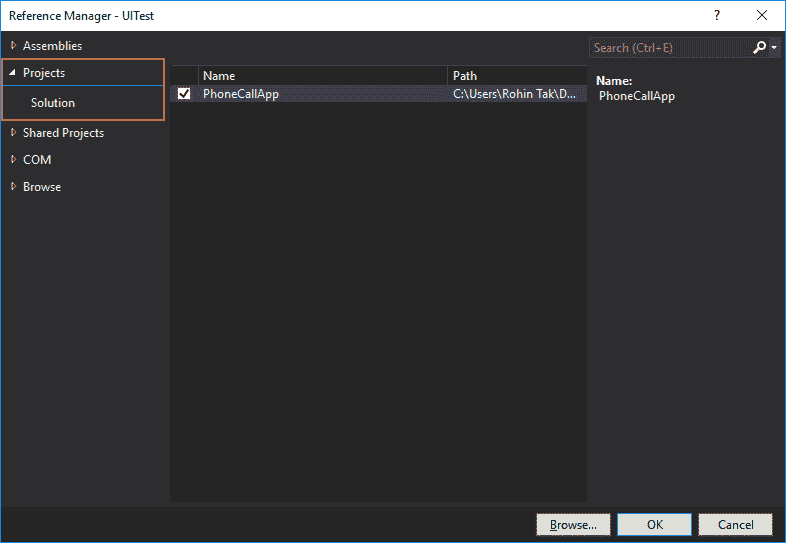 Reference Manager - UITest
?
Assemblies
Projects
Solution
Shared Projects
COM
Browse
Name Path
PhoneCallApp C:\Users\Rohin Tak\D...
Search (Ctrl+E)
Name:
PhoneCallApp
Browse... OK Cancel